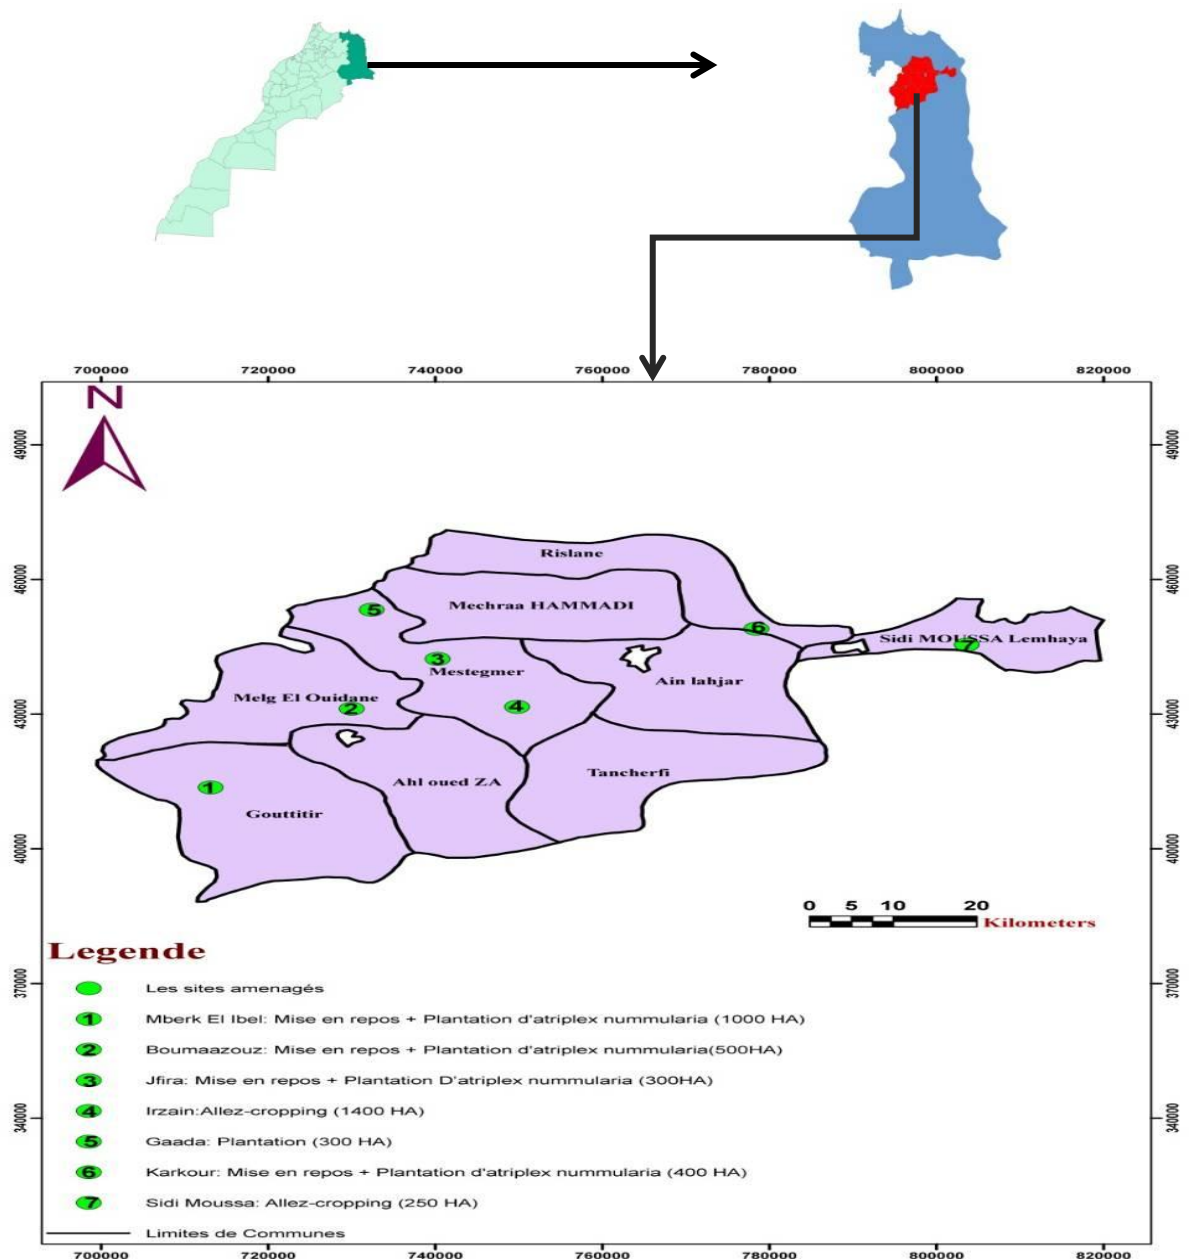 700000 720000 740000 760000 780000 800000 820000
N
490000 490000
Rislane
460000 460000
Mechraa HAMMADI
5
6
Sidi MOUSSA Lemhaya
7
3
Mestegmer
Ain lahjar
Melg El Ouidane
2
4
430000 430000
Tancherfi
Ahl oued ZA
1
Gouttitir
400000 400000
0 5 10 20
Kilometers
Legende
370000 370000
Les sites amenagés
1 Mberk El Ibel: Mise en repos + Plantation d'atriplex nummularia (1000 HA)
2 Boumaazouz: Mise en repos + Plantation d'atriplex nummularia(500HA)
3 Jfira: Mise en repos + Plantation D'atriplex nummularia (300HA)
4 Irzain:Allez-cropping (1400 HA)
340000 340000
5 Gaada: Plantation (300 HA)
6 Karkour: Mise en repos + Plantation d'atriplex nummularia (400 HA)
7 Sidi Moussa: Allez-cropping (250 HA)
Limites de Communes
700000 720000 740000 760000 780000 800000 820000